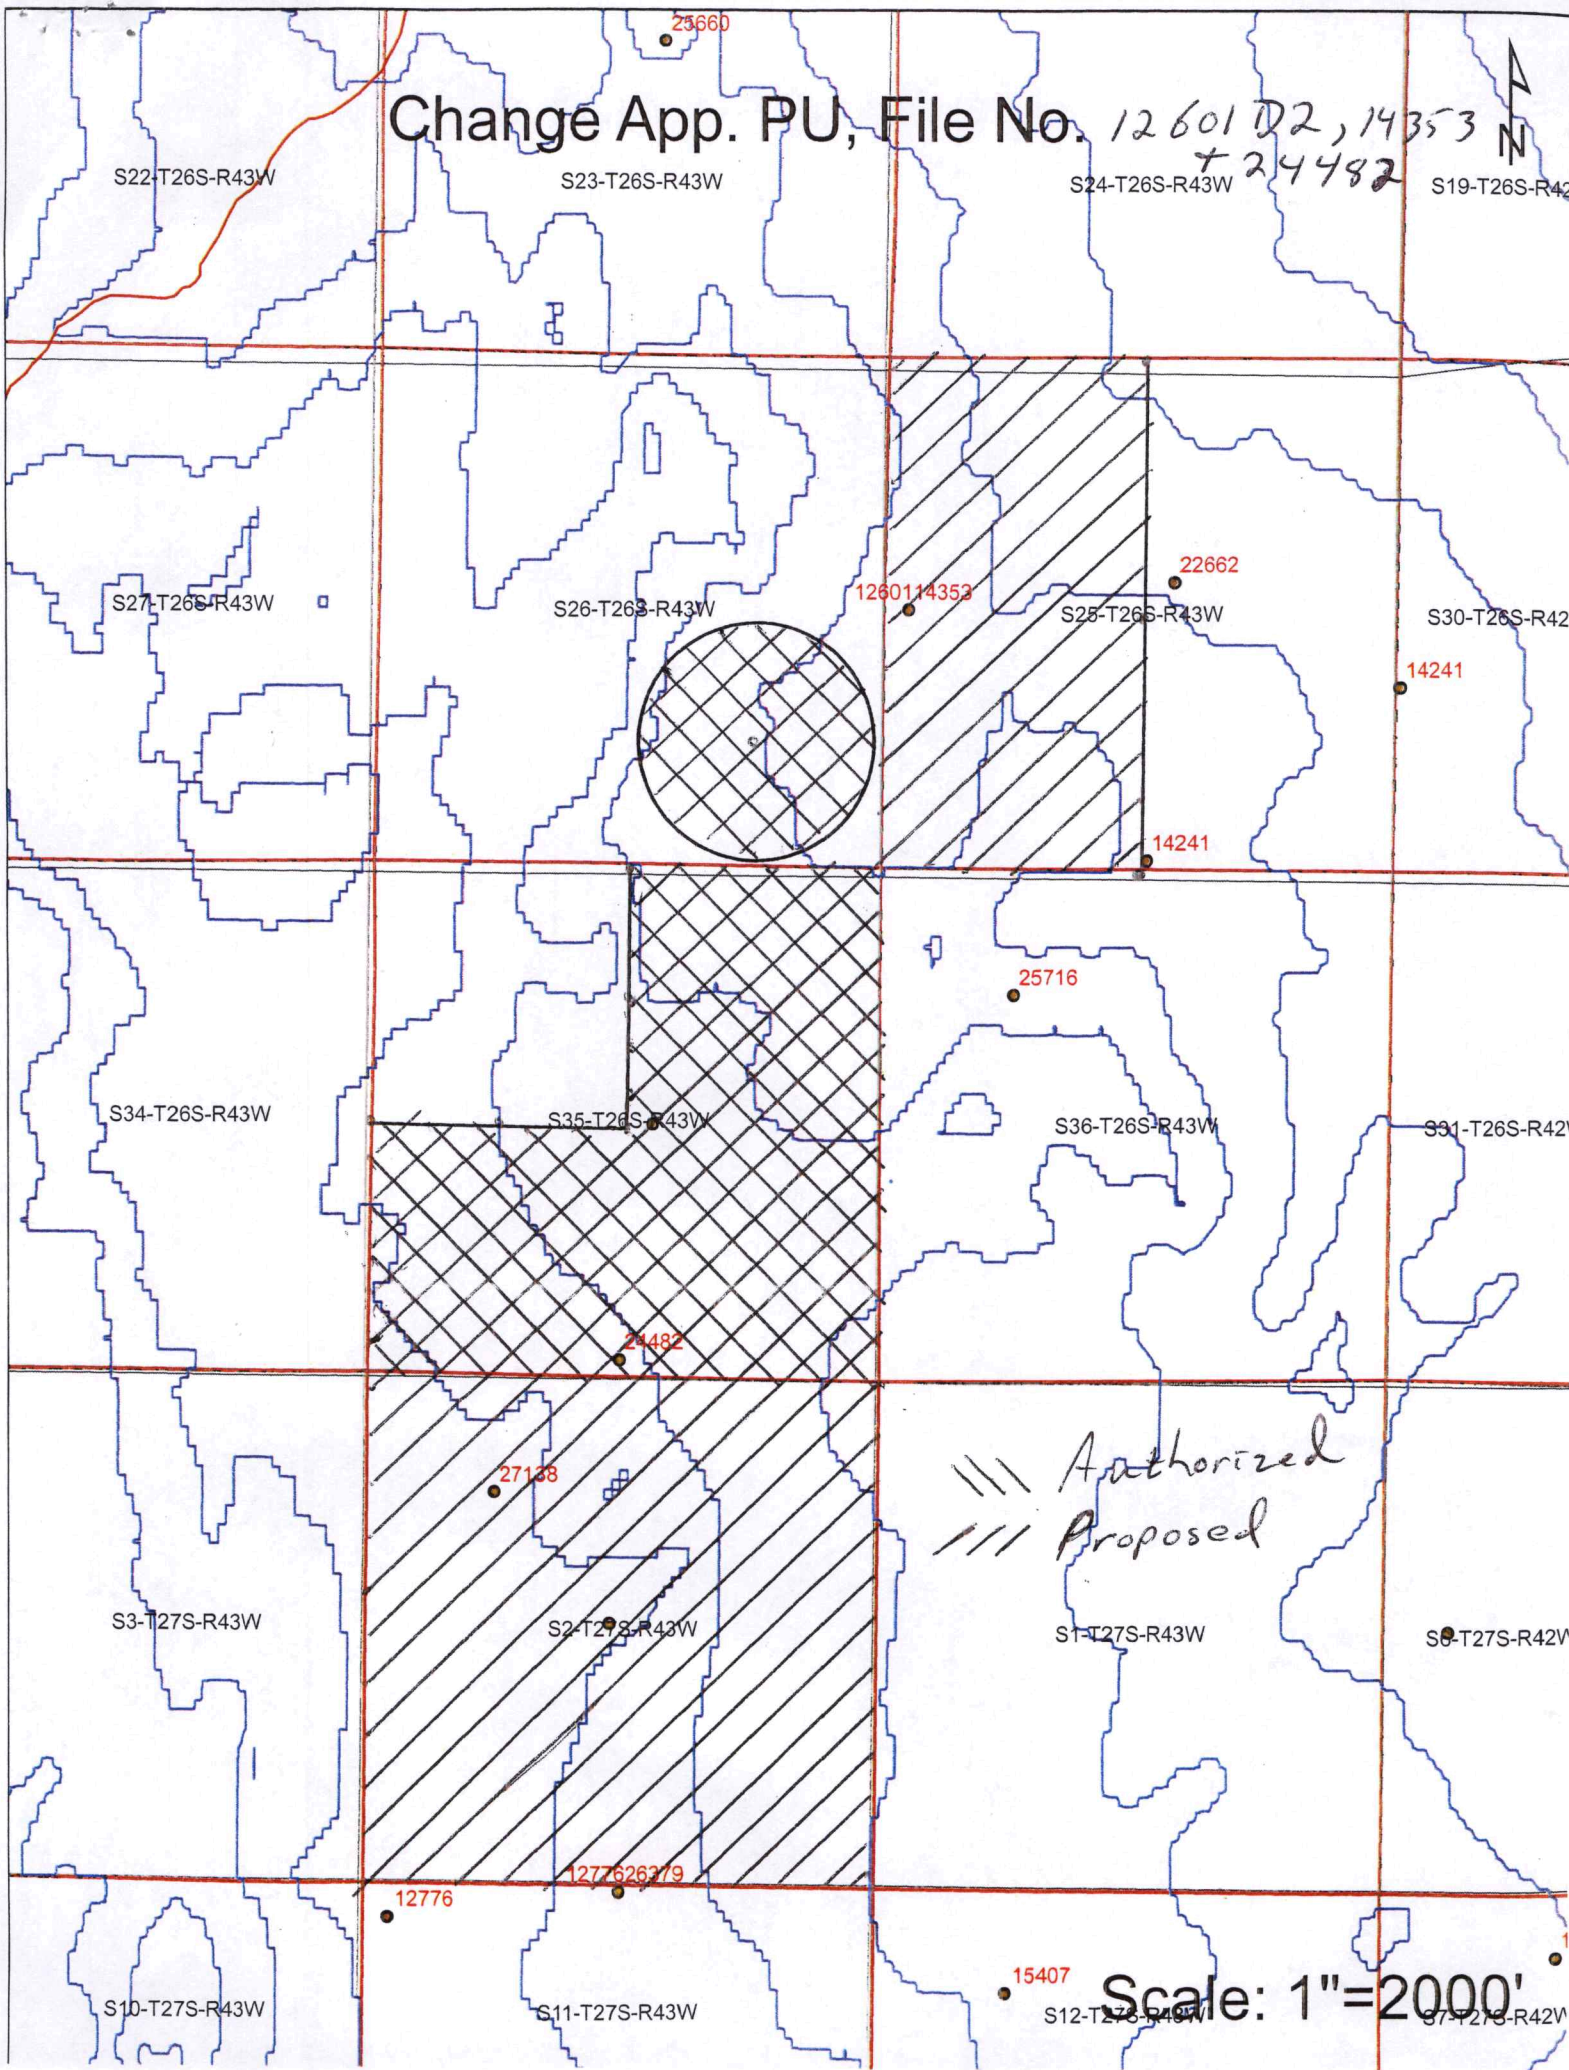 25660
Change App. PU, File No. 12601 D2, 14353
+ 24482
N
S22-T26S-R43W
S23-T26S-R43W
S24-T26S-R43W
S19-T26S-R42
22662
1260114353
S27-T26S-R43W
S26-T26S-R43W
S25-T26S-R43W
S30-T26S-R42
14241
14241
25716
S34-T26S-R43W
S35-T26S-R43W
S36-T26S-R43W
S31-T26S-R42W
24482
Authorized
27138
Proposed
S3-T27S-R43W
S2-T27S-R43W
S1-T27S-R43W
S6-T27S-R42W
1277626379
12776
1
15407
Scale: 1"=2000'
S10-T27S-R43W
S11-T27S-R43W
S12-T27S-R43W
S7-T27S-R42W